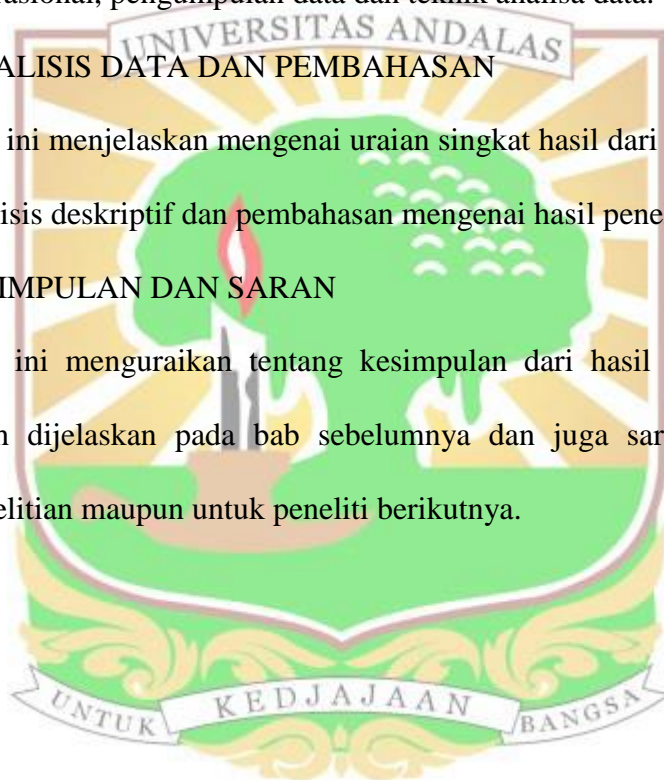 rasional, pengumpulan data dan teknik analisa data.
UNIVERSITAS ANDALAS
ALISIS DATA DAN PEMBAHASAN
ini menjelaskan mengenai uraian singkat hasil dari
isis deskriptif dan pembahasan mengenai hasil pene
IMPULAN DAN SARAN
ini menguraikan tentang kesimpulan dari hasil
n dijelaskan pada bab sebelumnya dan juga sar
elitian maupun untuk peneliti berikutnya.
UNTUK KEDJAJAAN BANGSA